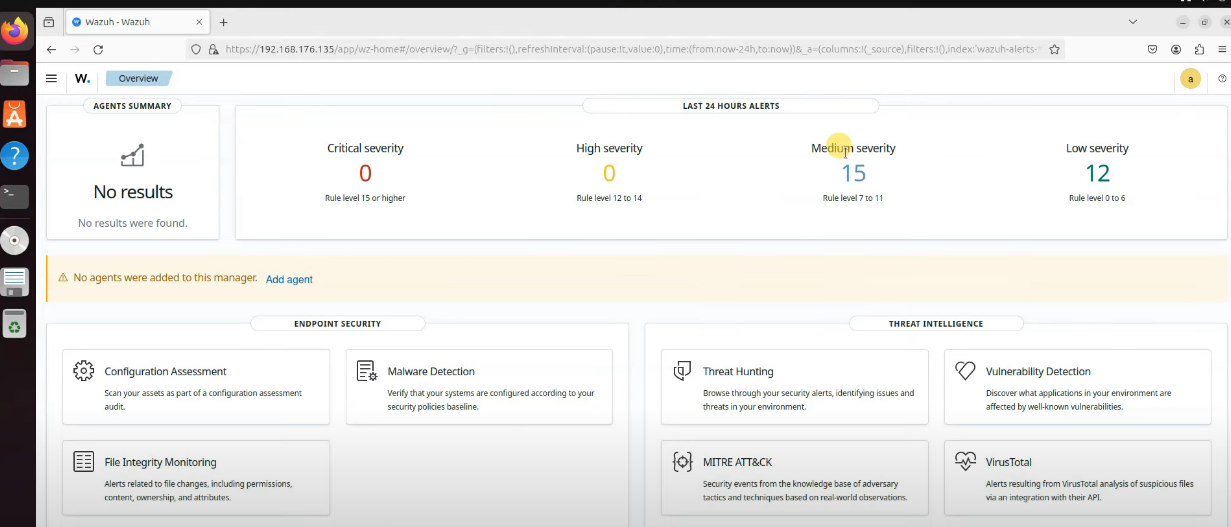 Wazuh - Wazuh
https://192.168.176.135/app/wz-home#/overview/?_g=(filters:!(),refreshInterval:(pause:!t,value:0),time:(from:now-24h,to:now))&_a=(columns:!(_source),filters:!(),index:'wazuh-alerts-
W. Overview a
AGENTS SUMMARY
No results
No results were found.
LAST 24 HOURS ALERTS
Critical severity
0
Rule level 15 or higher
High severity
0
Rule level 12 to 14
Medium severity
15
Rule level 7 to 11
Low severity
12
Rule level 0 to 6
No agents were added to this manager. Add agent
ENDPOINT SECURITY
Configuration Assessment
Scan your assets as part of a configuration assessment
audit.
Malware Detection
Verify that your systems are configured according to your
security policies baseline.
File Integrity Monitoring
Alerts related to file changes, including permissions,
content, ownership, and attributes.
THREAT INTELLIGENCE
Threat Hunting
Browse through your security alerts, identifying issues and
threats in your environment.
Vulnerability Detection
Discover what applications in your environment are
affected by well-known vulnerabilities.
MITRE ATT&CK
Security events from the knowledge base of adversary
tactics and techniques based on real-world observations.
VirusTotal
Alerts resulting from VirusTotal analysis of suspicious files
via an integration with their API.